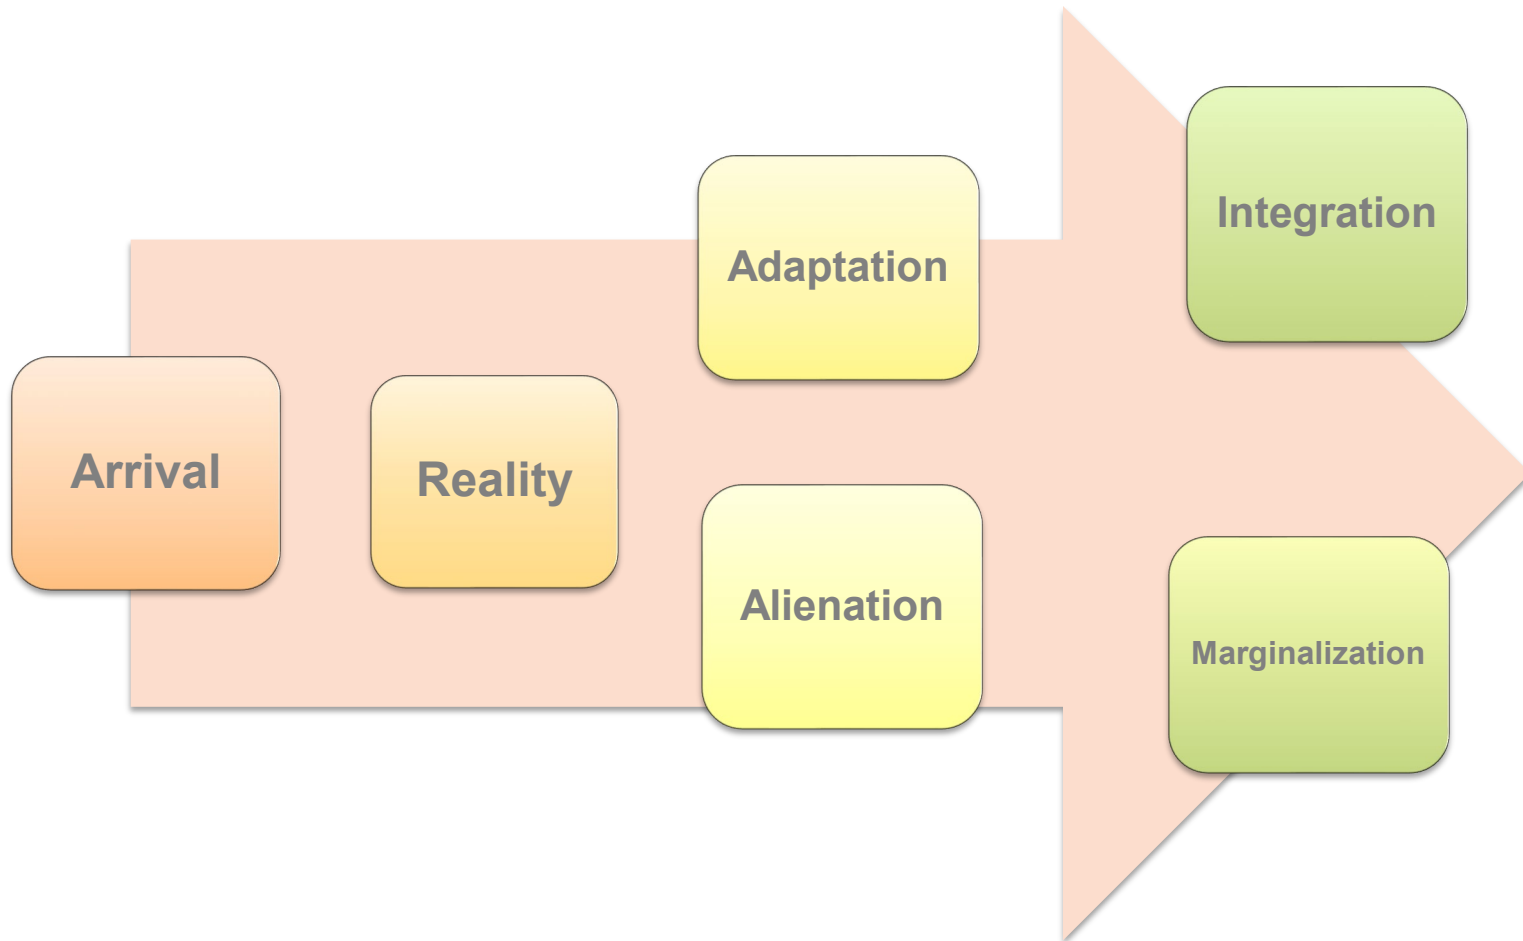 Arrival
Reality
Adaptation
Alienation
Integration
Marginalization